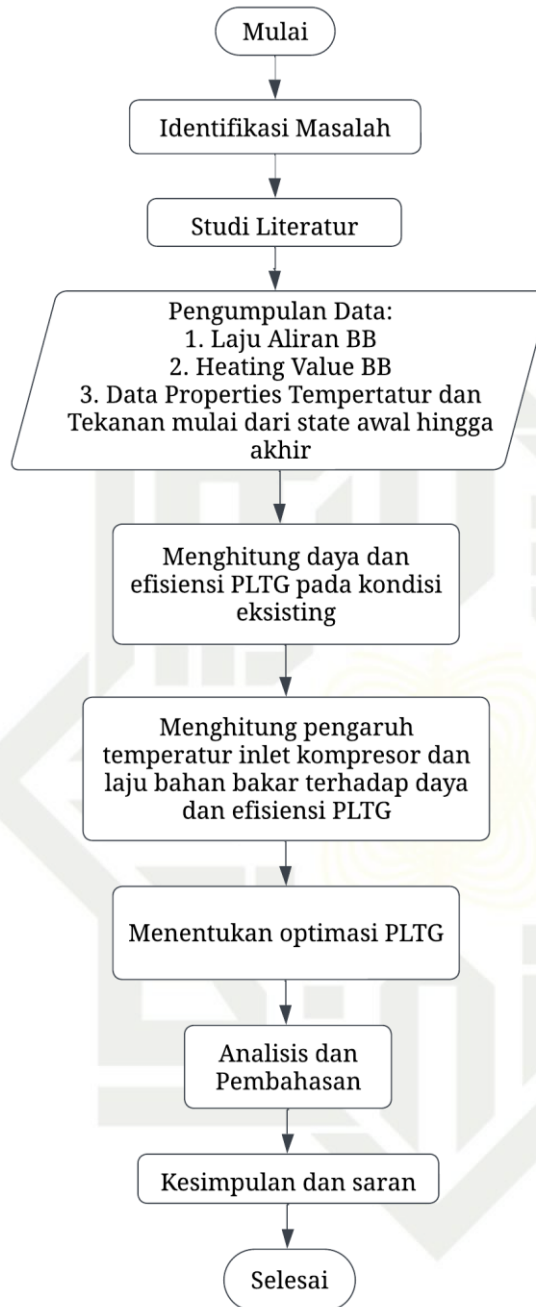 Mulai
Identifikasi Masalah
Studi Literatur
Pengumpulan Data:
1. Laju Aliran BB
2. Heating Value BB
3. Data Properties Tempertatur dan
Tekanan mulai dari state awal hingga
akhir
Menghitung daya dan
efisiensi PLTG pada kondisi
eksisting
Menghitung pengaruh
temperatur inlet kompresor dan
laju bahan bakar terhadap daya
dan efisiensi PLTG
Menentukan optimasi PLTG
Analisis dan
Pembahasan
Kesimpulan dan saran
Selesai